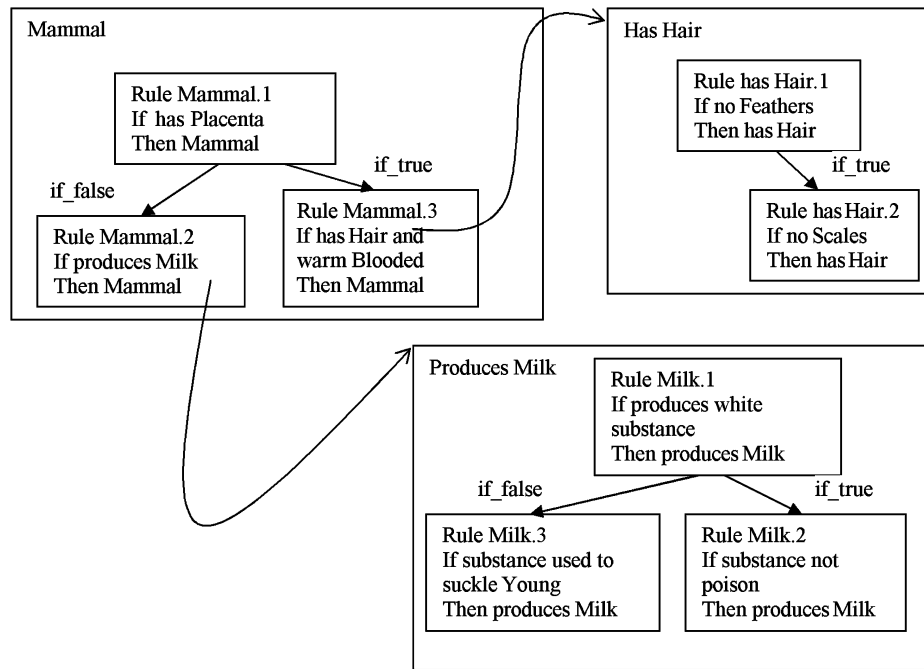 Mammal
Rule Mammal.1
If has Placenta
Then Mammal
if_false
if_true
Rule Mammal.2
If produces Milk
Then Mammal
Rule Mammal.3
If has Hair and
warm Blooded
Then Mammal
Has Hair
Rule has Hair.1
If no Feathers
Then has Hair
if_true
Rule has Hair.2
If no Scales
Then has Hair
Produces Milk
Rule Milk.1
If produces white
substance
Then produces Milk
if_false
if_true
Rule Milk.3
If substance used to
suckle Young
Then produces Milk
Rule Milk.2
If substance not
poison
Then produces Milk